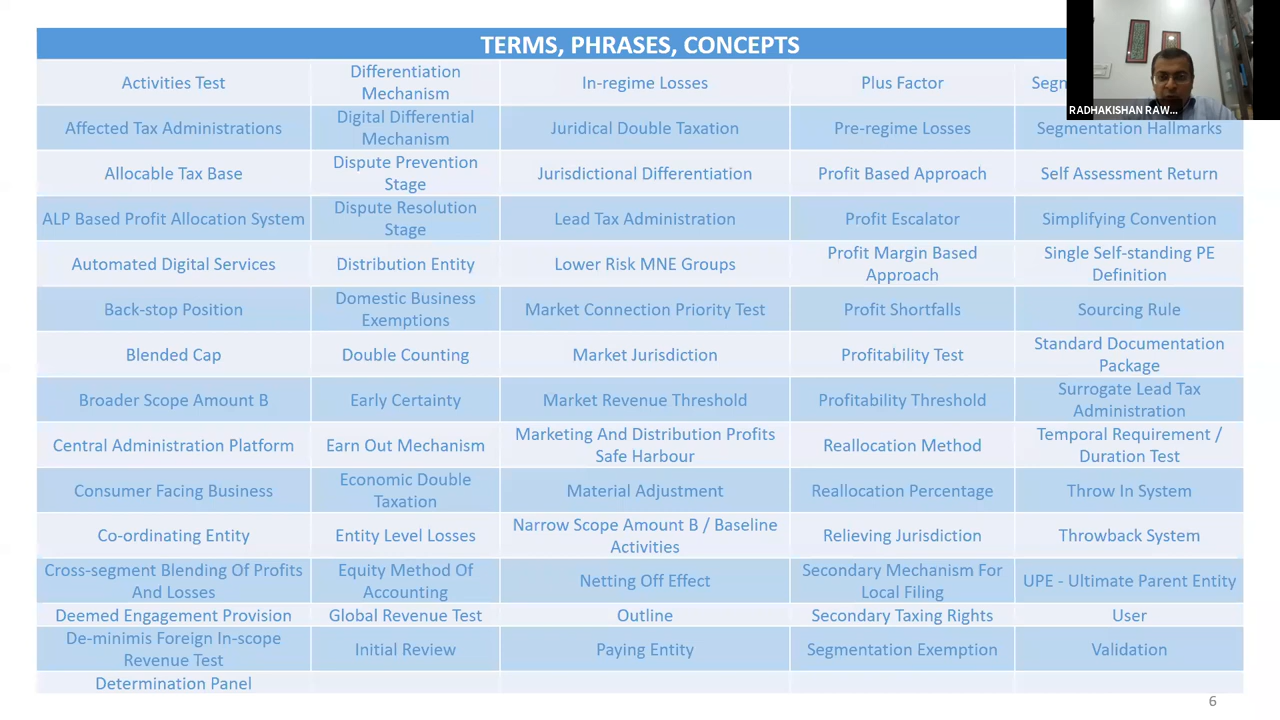 TERMS, PHRASES, CONCEPTS
RADHAKISHAN RAW...
Activities Test
Differentiation
Mechanism
In-regime Losses
Plus Factor
Affected Tax Administrations
Digital Differential
Mechanism
Juridical Double Taxation
Pre-regime Losses
Segmentation Hallmarks
Allocable Tax Base
Dispute Prevention
Stage
Jurisdictional Differentiation
Profit Based Approach
Self Assessment Return
ALP Based Profit Allocation System
Dispute Resolution
Stage
Lead Tax Administration
Profit Escalator
Simplifying Convention
Automated Digital Services
Distribution Entity
Lower Risk MNE Groups
Profit Margin Based
Approach
Single Self-standing PE
Definition
Back-stop Position
Domestic Business
Exemptions
Market Connection Priority Test
Profit Shortfalls
Sourcing Rule
Blended Cap
Double Counting
Market Jurisdiction
Profitability Test
Standard Documentation
Package
Broader Scope Amount B
Early Certainty
Market Revenue Threshold
Profitability Threshold
Surrogate Lead Tax
Administration
Central Administration Platform
Earn Out Mechanism
Marketing And Distribution Profits
Safe Harbour
Reallocation Method
Temporal Requirement /
Duration Test
Consumer Facing Business
Economic Double
Taxation
Material Adjustment
Reallocation Percentage
Throw In System
Co-ordinating Entity
Entity Level Losses
Narrow Scope Amount B / Baseline
Activities
Relieving Jurisdiction
Throwback System
Cross-segment Blending Of Profits
And Losses
Equity Method Of
Accounting
Netting Off Effect
Secondary Mechanism For
Local Filing
UPE - Ultimate Parent Entity
Deemed Engagement Provision
Global Revenue Test
Outline
Secondary Taxing Rights
User
De-minimis Foreign In-scope
Revenue Test
Initial Review
Paying Entity
Segmentation Exemption
Validation
Determination Panel
6